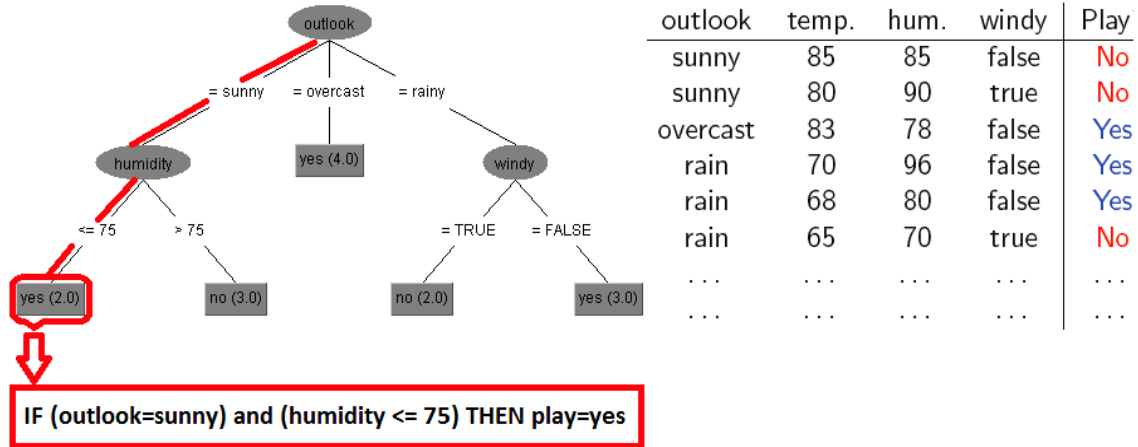 outlook
= sunny = overcast = rainy
humidity yes (4.0) windy
<= 75 > 75 = TRUE = FALSE
yes (2.0) no (3.0) no (2.0) yes (3.0)
IF (outlook=sunny) and (humidity <= 75) THEN play=yes
outlook temp. hum. windy Play
sunny 85 85 false No
sunny 80 90 true No
overcast 83 78 false Yes
rain 70 96 false Yes
rain 68 80 false Yes
rain 65 70 true No
... ... ... ... ...
... ... ... ... ...